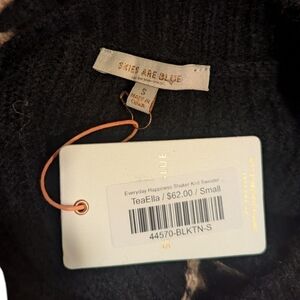 SKIES ARE BLUE
S
MADE IN
CHINA
Everyday Happiness Shaker Knit Sweater
TeaElla / $62.00 / Small
44570-BLKTN-S